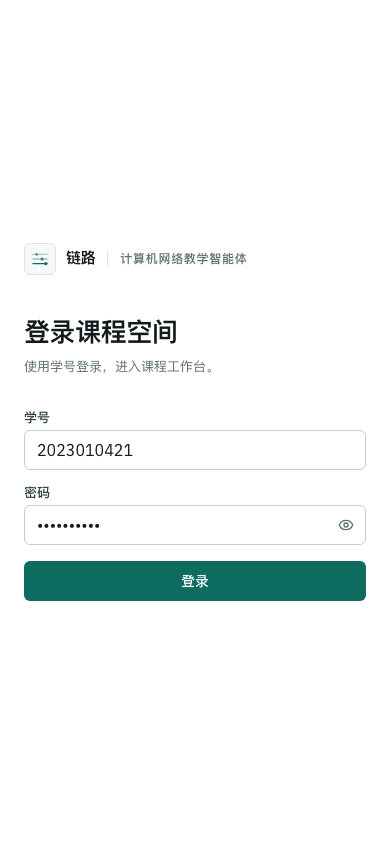 链路 计算机网络教学智能体
登录课程空间
使用学号登录，进入课程工作台。
学号
2023010421
密码
••••••••••
登录